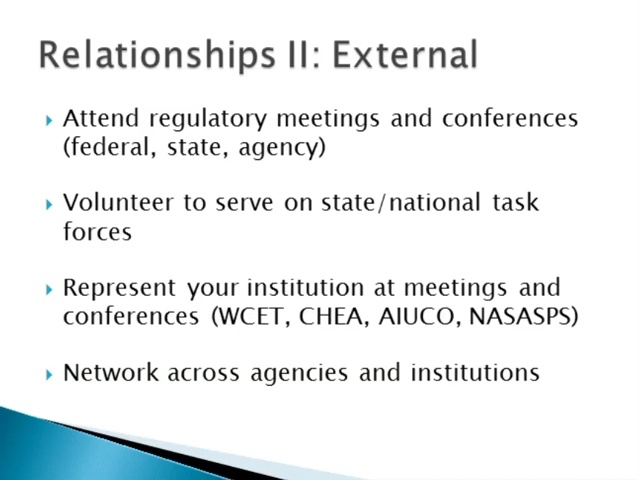 Relationships II: External
Attend regulatory meetings and conferences
(federal, state, agency)
Volunteer to serve on state/national task
forces
Represent your institution at meetings and
conferences (WCET, CHEA, AIUCO, NASASPS)
Network across agencies and institutions